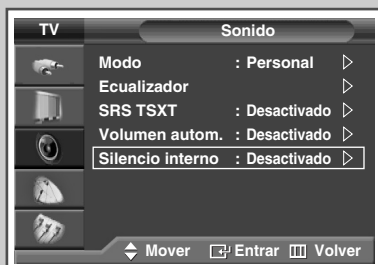 TV Sonido
Modo : Personal
Ecualizador
SRS TSXT : Desactivado
Volumen autom. : Desactivado
Silencio interno : Desactivado
Mover Entrar Volver